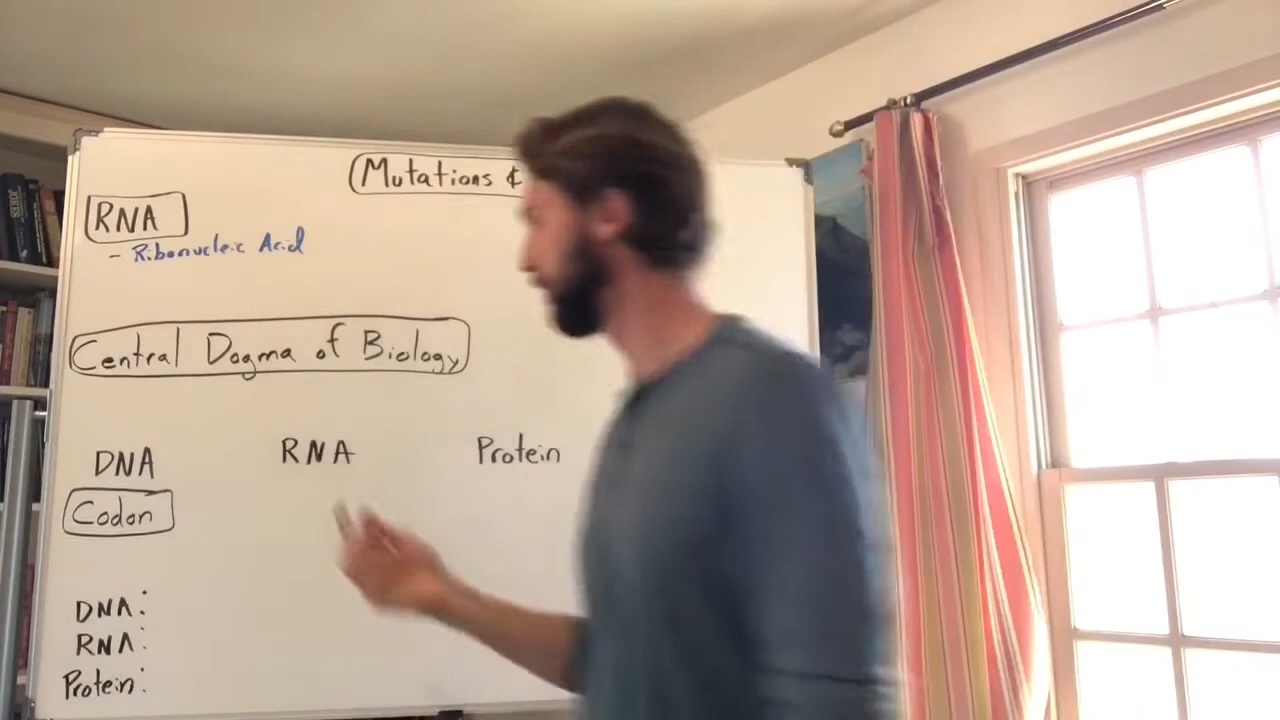 Mutations &
RNA
- Ribonucleic Acid
Central Dogma of Biology
DNA RNA Protein
Codon
DNA:
RNA:
Protein: